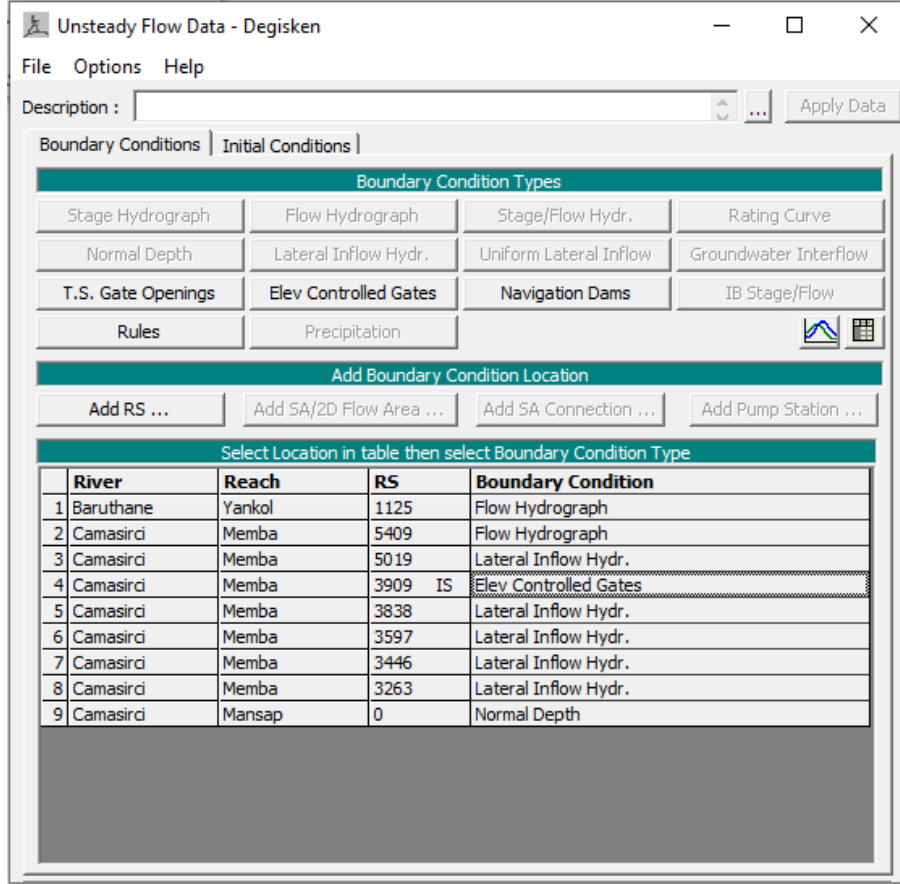 Unsteady Flow Data - Degisken
File Options Help
Description : ... Apply Data
Boundary Conditions Initial Conditions
Boundary Condition Types
Stage Hydrograph Flow Hydrograph Stage/Flow Hydr. Rating Curve
Normal Depth Lateral Inflow Hydr. Uniform Lateral Inflow Groundwater Interflow
T.S. Gate Openings Elev Controlled Gates Navigation Dams IB Stage/Flow
Rules Precipitation
Add Boundary Condition Location
Add RS ... Add SA/2D Flow Area ... Add SA Connection ... Add Pump Station ...
Select Location in table then select Boundary Condition Type
River Reach RS Boundary Condition
1 Baruthane Yankol 1125 Flow Hydrograph
2 Camasirci Memba 5409 Flow Hydrograph
3 Camasirci Memba 5019 Lateral Inflow Hydr.
4 Camasirci Memba 3909 IS Elev Controlled Gates
5 Camasirci Memba 3838 Lateral Inflow Hydr.
6 Camasirci Memba 3597 Lateral Inflow Hydr.
7 Camasirci Memba 3446 Lateral Inflow Hydr.
8 Camasirci Memba 3263 Lateral Inflow Hydr.
9 Camasirci Mansap 0 Normal Depth